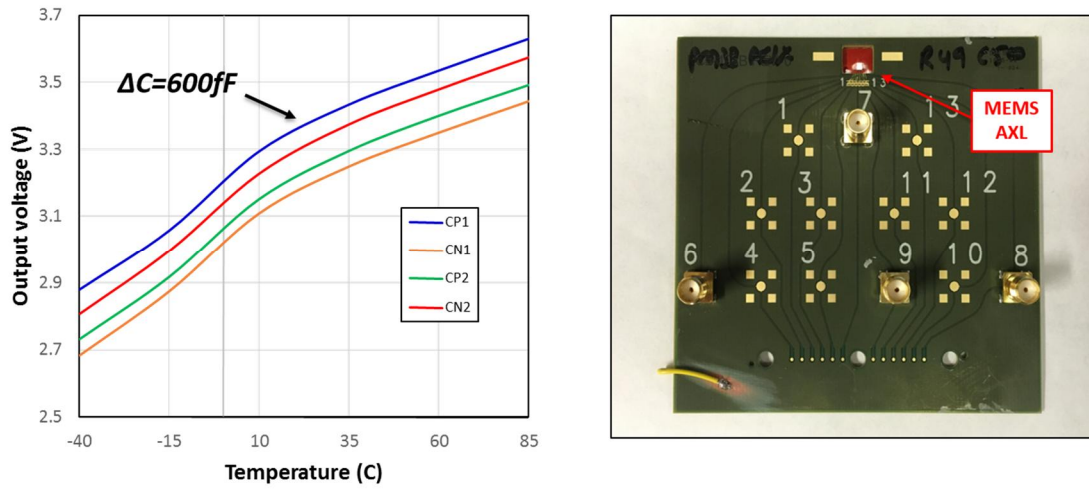 3.7
3.5
3.3
3.1
2.9
2.7
2.5
Output voltage (V)
ΔC=600fF
CP1
CN1
CP2
CN2
-40 -15 10 35 60 85
Temperature (C)
R49
1 13
MEMS
AXL
1 7 13
2 3 11 12
6 4 5 9 10 8